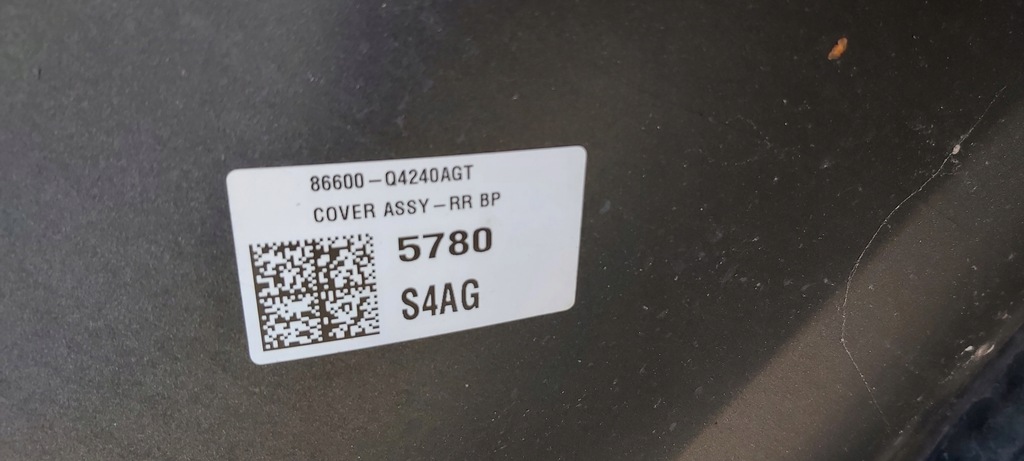 86600-Q4240AGT
COVER ASSY-RR BP
5780
S4AG